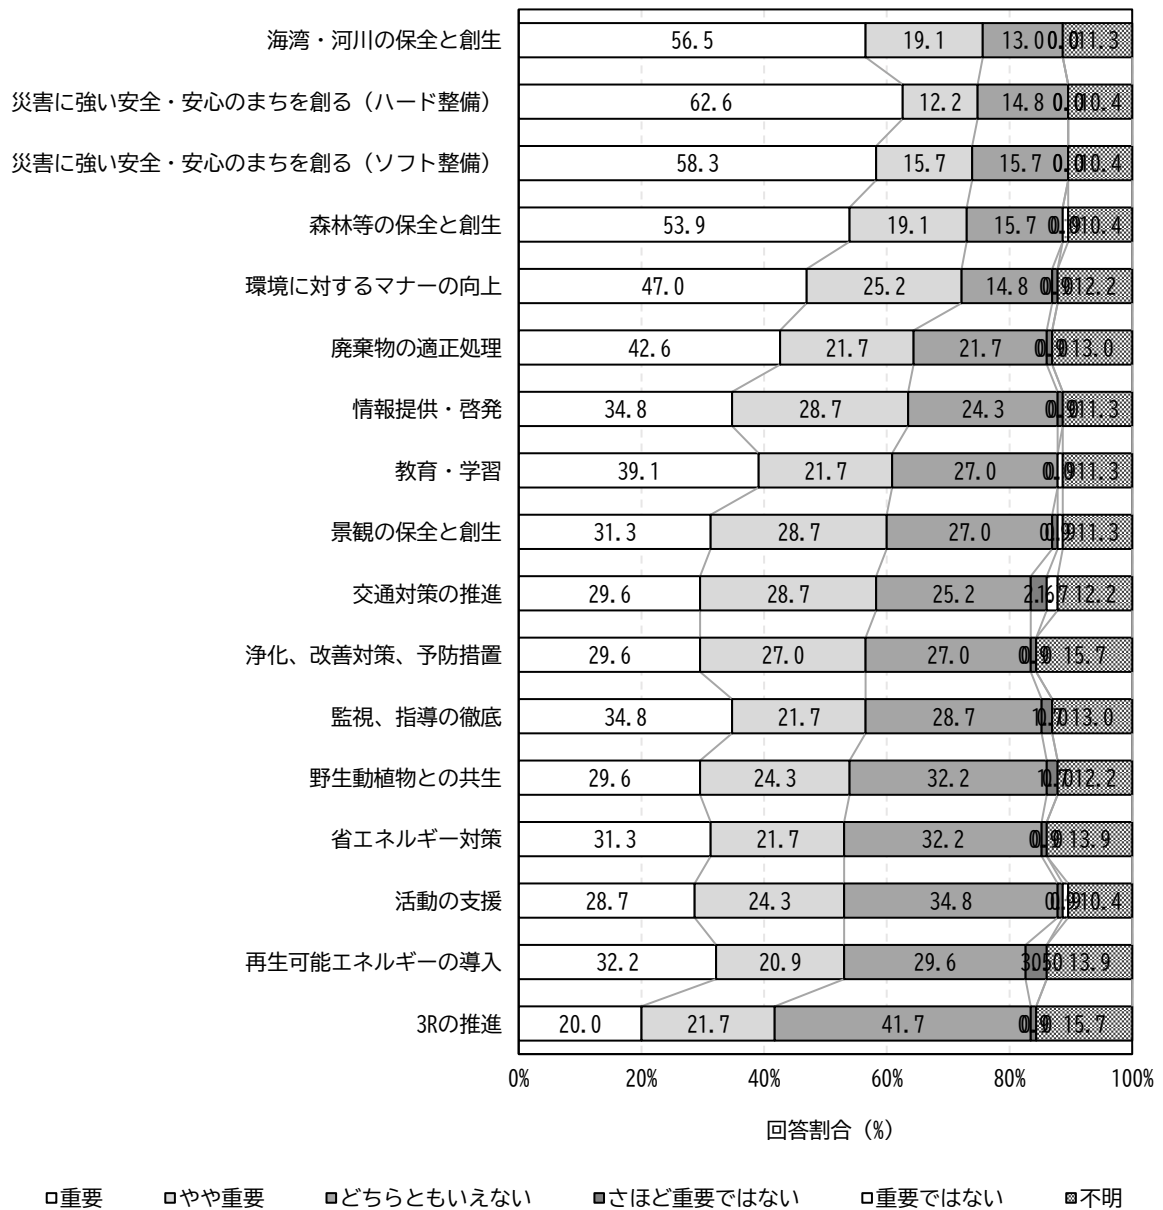 海湾・河川の保全と創生 56.5 19.1 13.0 0.0 11.3
災害に強い安全・安心のまちを創る（ハード整備） 62.6 12.2 14.8 0.0 10.4
災害に強い安全・安心のまちを創る（ソフト整備） 58.3 15.7 15.7 0.0 10.4
森林等の保全と創生 53.9 19.1 15.7 10.4
環境に対するマナーの向上 47.0 25.2 14.8 12.2
廃棄物の適正処理 42.6 21.7 21.7 13.0
情報提供・啓発 34.8 28.7 24.3 11.3
教育・学習 39.1 21.7 27.0 11.3
景観の保全と創生 31.3 28.7 27.0 11.3
交通対策の推進 29.6 28.7 25.2 12.2
浄化、改善対策、予防措置 29.6 27.0 27.0 15.7
監視、指導の徹底 34.8 21.7 28.7 13.0
野生動植物との共生 29.6 24.3 32.2 12.2
省エネルギー対策 31.3 21.7 32.2 13.9
活動の支援 28.7 24.3 34.8 10.4
再生可能エネルギーの導入 32.2 20.9 29.6 13.9
3Rの推進 20.0 21.7 41.7 15.7
0% 20% 40% 60% 80% 100%
回答割合（%）
重要 やや重要 どちらともいえない さほど重要ではない 重要ではない 不明